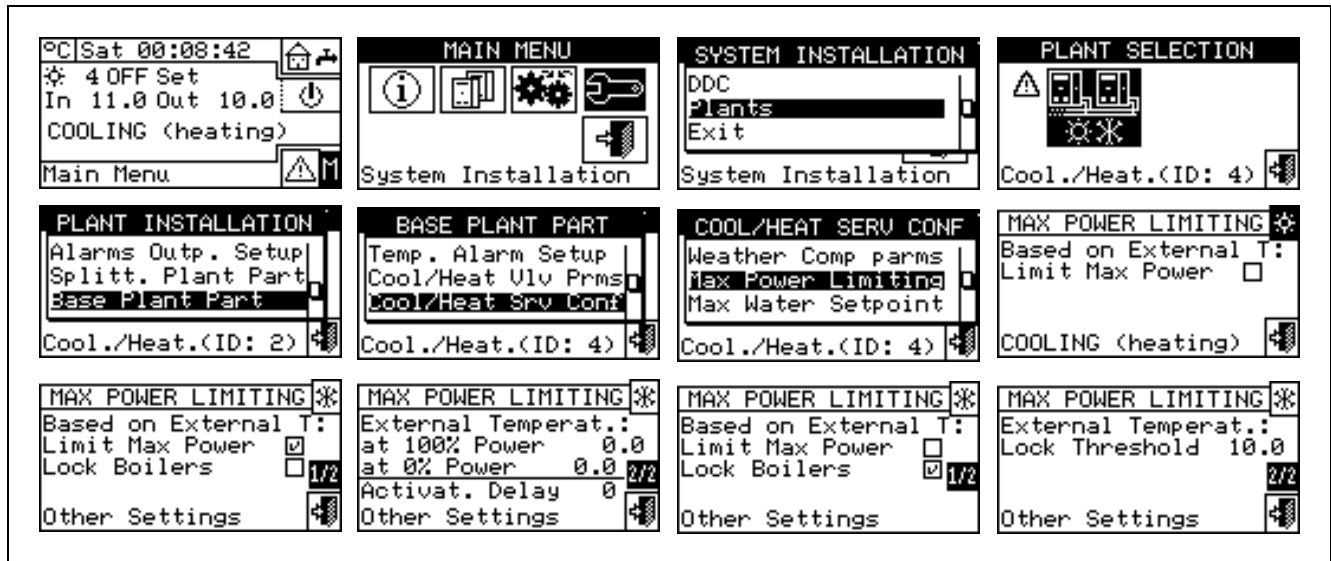 °C Sat 00:08:42
4 OFF Set
In 11.0 Out 10.0
COOLING (heating)
Main Menu M
MAIN MENU
i
System Installation
SYSTEM INSTALLATION
DDC
Plants
Exit
System Installation
PLANT SELECTION
Cool./Heat.(ID: 4)
PLANT INSTALLATION
Alarms Outp. Setup
Splitt. Plant Part
Base Plant Part
Cool./Heat.(ID: 2)
BASE PLANT PART
Temp. Alarm Setup
Cool/Heat Vlv Prms
Cool/Heat Srv Conf
Cool./Heat.(ID: 4)
COOL/HEAT SERV CONF
Weather Comp parms
Max Power Limiting
Max Water Setpoint
Cool./Heat.(ID: 4)
MAX POWER LIMITING
Based on External T:
Limit Max Power
COOLING (heating)
MAX POWER LIMITING
Based on External T:
Limit Max Power
Lock Boilers 1/2
Other Settings
MAX POWER LIMITING
External Temperat.:
at 100% Power 0.0
at 0% Power 0.0 2/2
Activat. Delay 0
Other Settings
MAX POWER LIMITING
Based on External T:
Limit Max Power
Lock Boilers 1/2
Other Settings
MAX POWER LIMITING
External Temperat.:
Lock Threshold 10.0
2/2
Other Settings